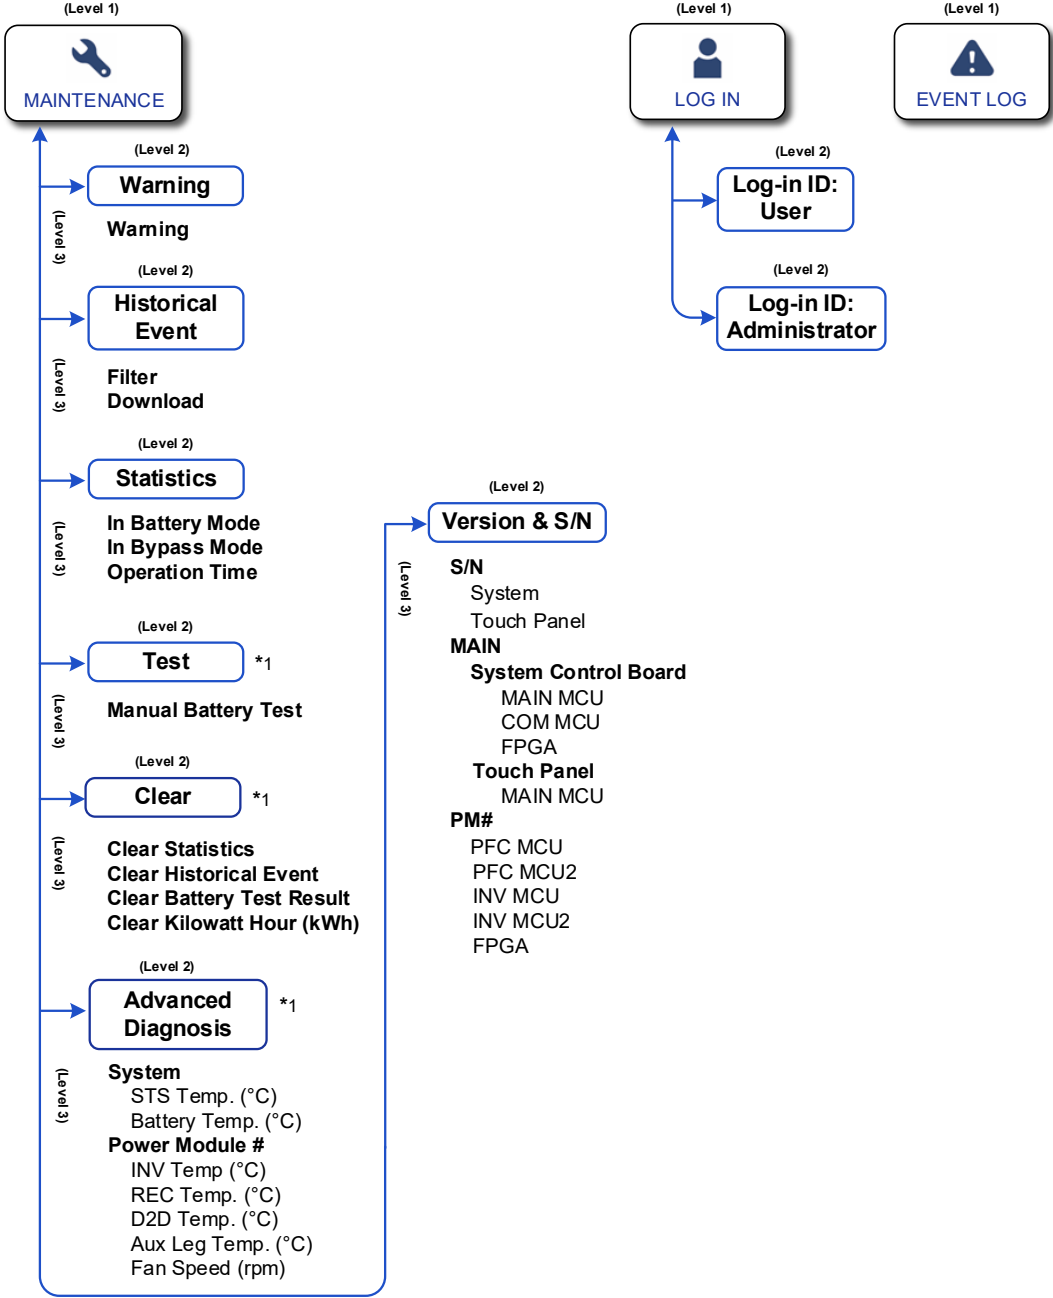 (Level 1)
MAINTENANCE
(Level 2)
Warning
(Level 3)
Warning
(Level 2)
Historical
Event
(Level 3)
Filter
Download
(Level 2)
Statistics
(Level 3)
In Battery Mode
In Bypass Mode
Operation Time
(Level 2)
Test
*1
(Level 3)
Manual Battery Test
(Level 2)
Clear
*1
(Level 3)
Clear Statistics
Clear Historical Event
Clear Battery Test Result
Clear Kilowatt Hour (kWh)
(Level 2)
Advanced
Diagnosis
*1
(Level 3)
System
STS Temp. (°C)
Battery Temp. (°C)
Power Module #
INV Temp (°C)
REC Temp. (°C)
D2D Temp. (°C)
Aux Leg Temp. (°C)
Fan Speed (rpm)
(Level 2)
Version & S/N
(Level 3)
S/N
System
Touch Panel
MAIN
System Control Board
MAIN MCU
COM MCU
FPGA
Touch Panel
MAIN MCU
PM#
PFC MCU
PFC MCU2
INV MCU
INV MCU2
FPGA
(Level 1)
LOG IN
(Level 2)
Log-in ID:
User
(Level 2)
Log-in ID:
Administrator
(Level 1)
EVENT LOG